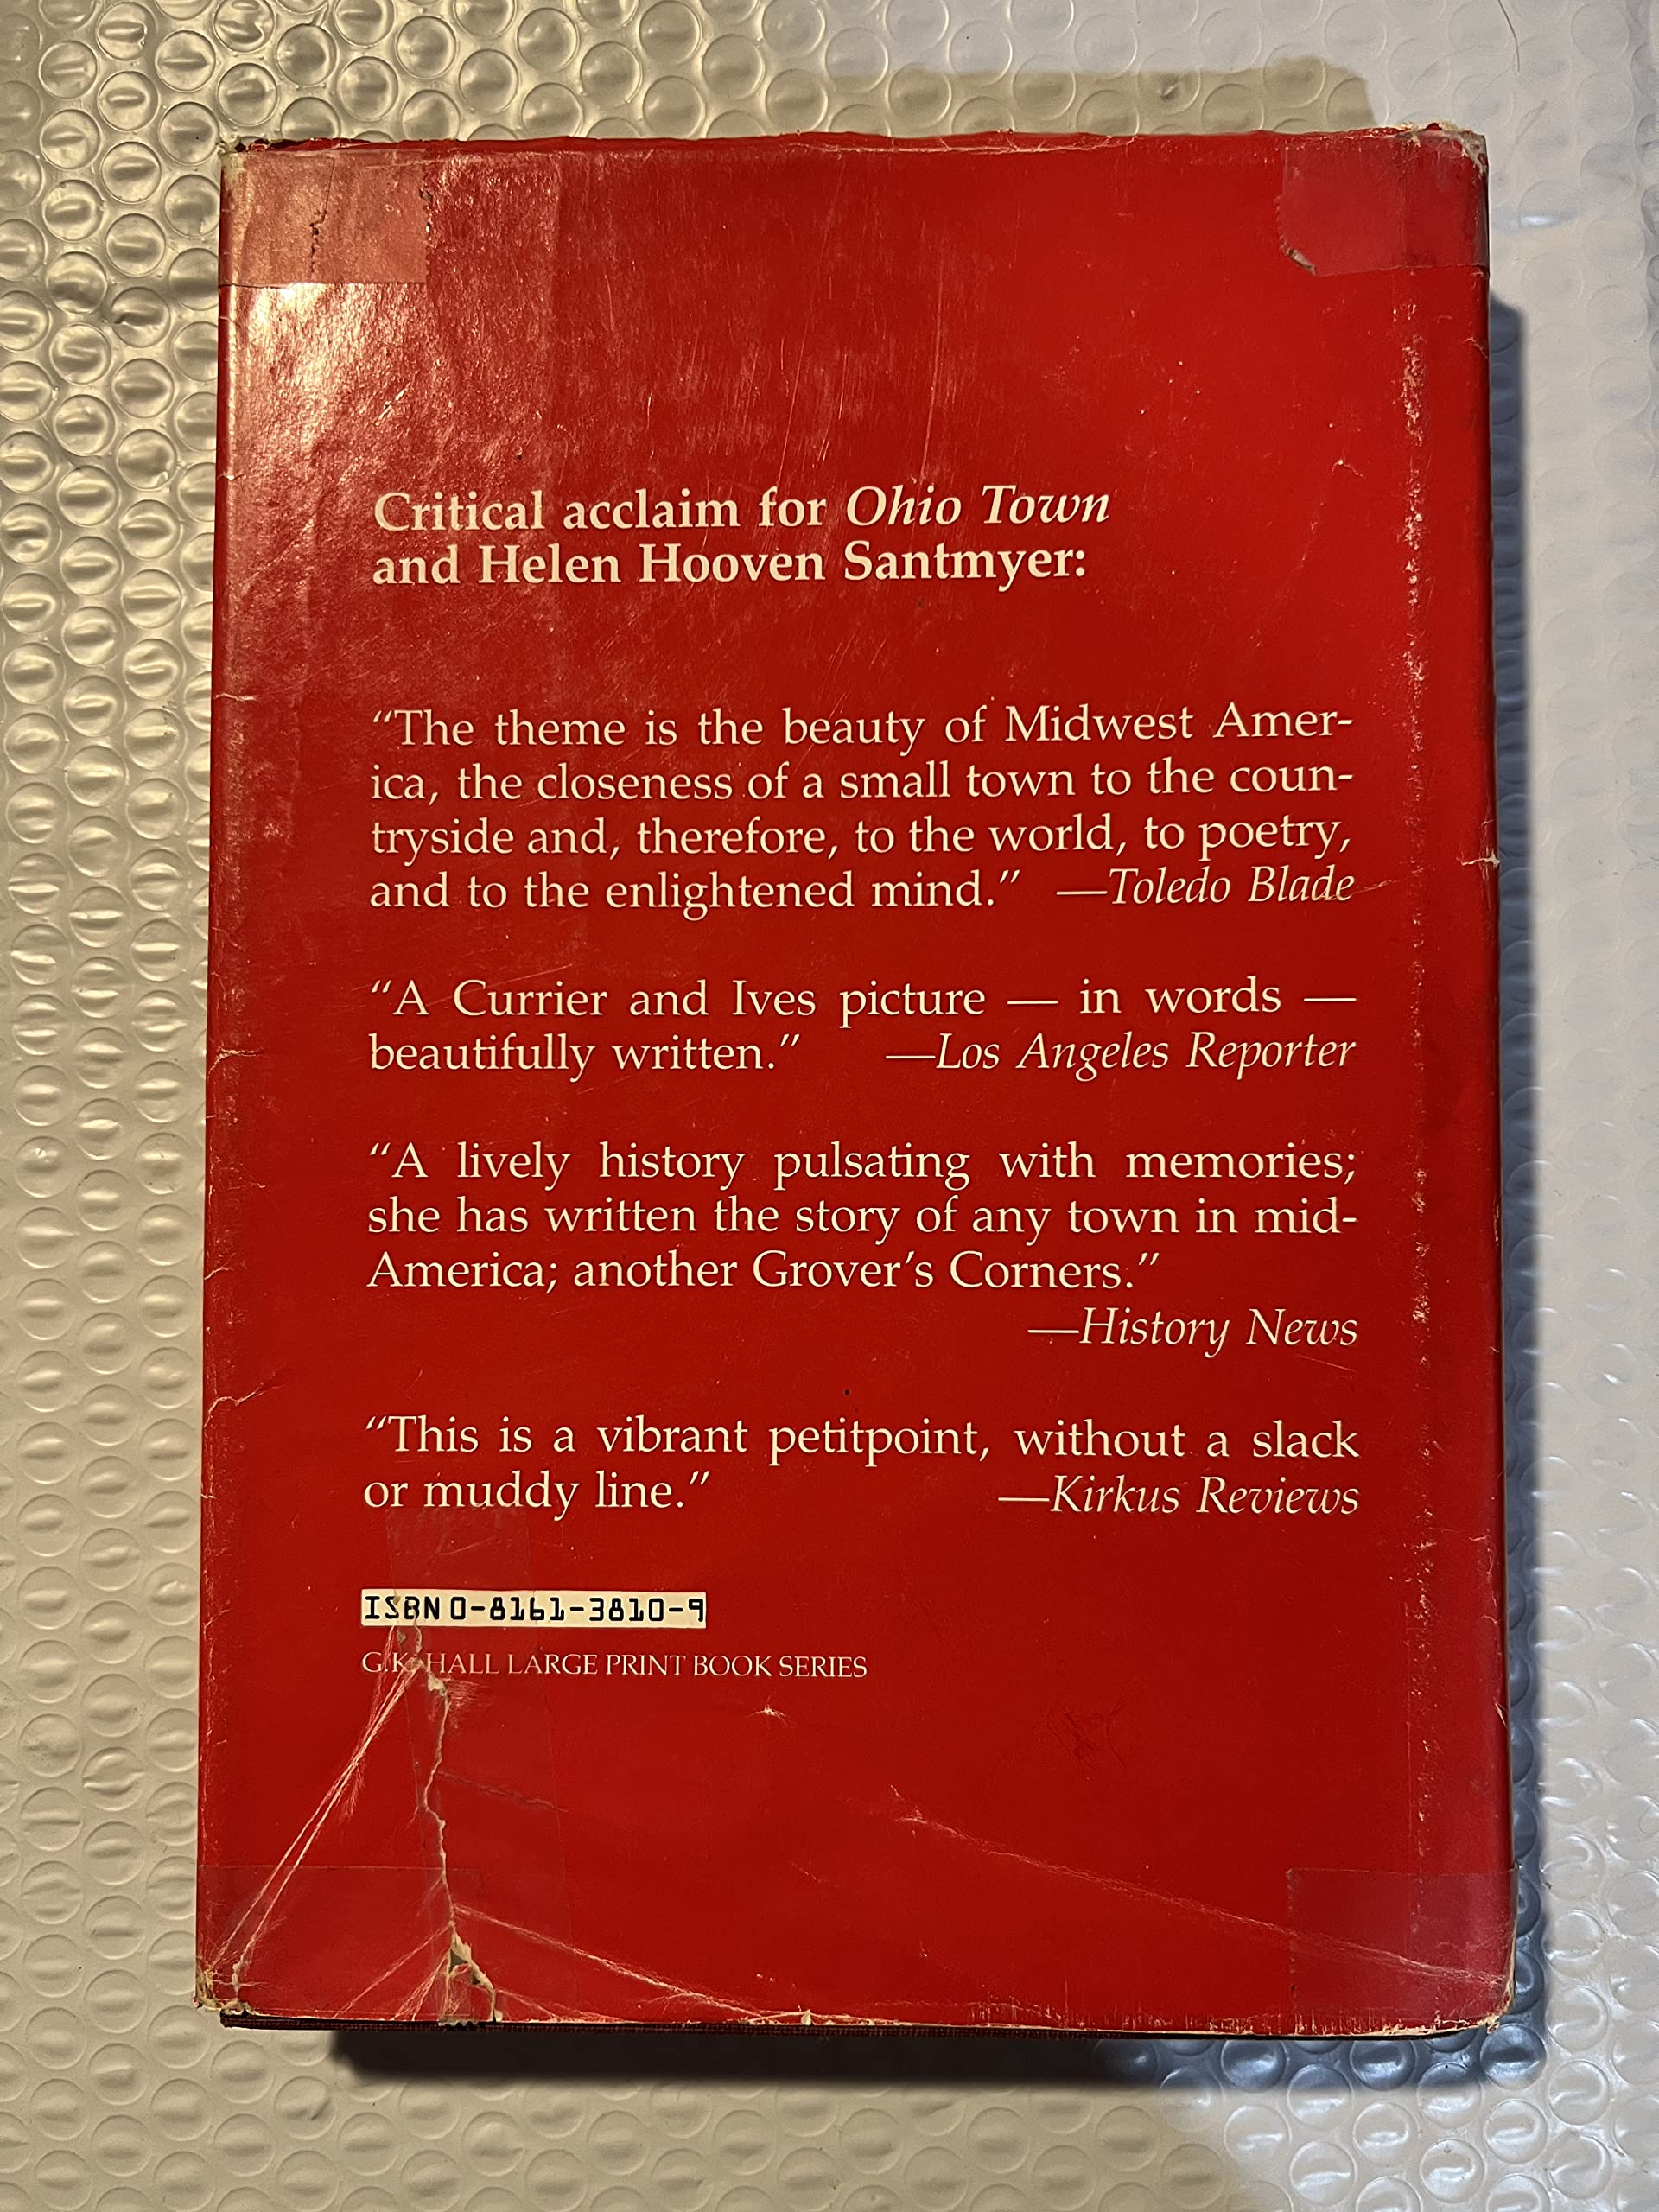 Critical acclaim for Ohio Town
and Helen Hooven Santmyer:
“The theme is the beauty of Midwest Amer-
ica, the closeness of a small town to the coun-
tryside and, therefore, to the world, to poetry,
and to the enlightened mind.” —Toledo Blade
“A Currier and Ives picture — in words —
beautifully written.” —Los Angeles Reporter
“A lively history pulsating with memories;
she has written the story of any town in mid-
America; another Grover’s Corners.”
—History News
“This is a vibrant petitpoint, without a slack
or muddy line.” —Kirkus Reviews
ISBN 0-8161-3810-9
G.K. HALL LARGE PRINT BOOK SERIES